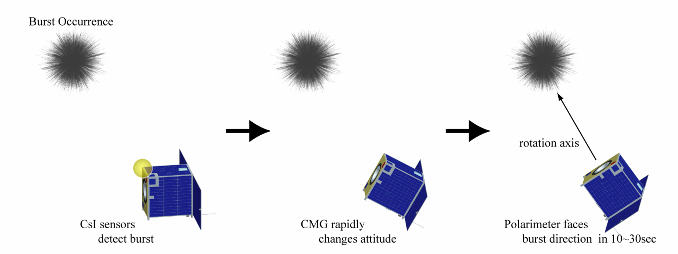 Burst Occurrence
rotation axis
CsI sensors
detect burst
CMG rapidly
changes attitude
Polarimeter faces
burst direction in 10~30sec